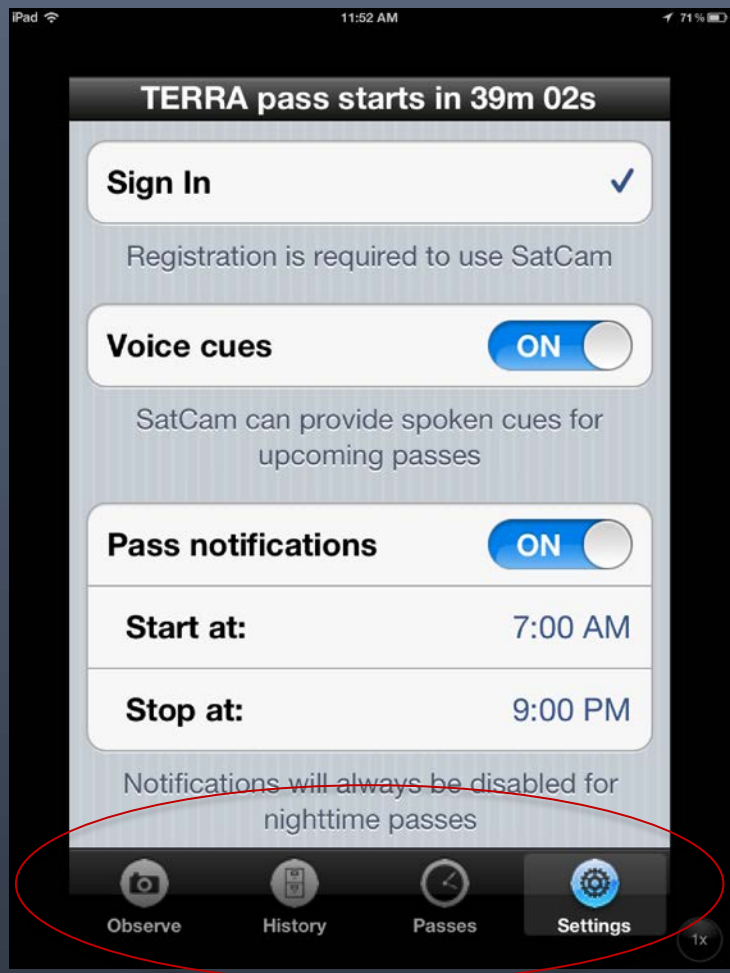 iPad 11:52 AM 71%
TERRA pass starts in 39m 02s
Sign In
Registration is required to use SatCam
Voice cues ON
SatCam can provide spoken cues for
upcoming passes
Pass notifications ON
Start at: 7:00 AM
Stop at: 9:00 PM
Notifications will always be disabled for
nighttime passes
Observe History Passes Settings
1x